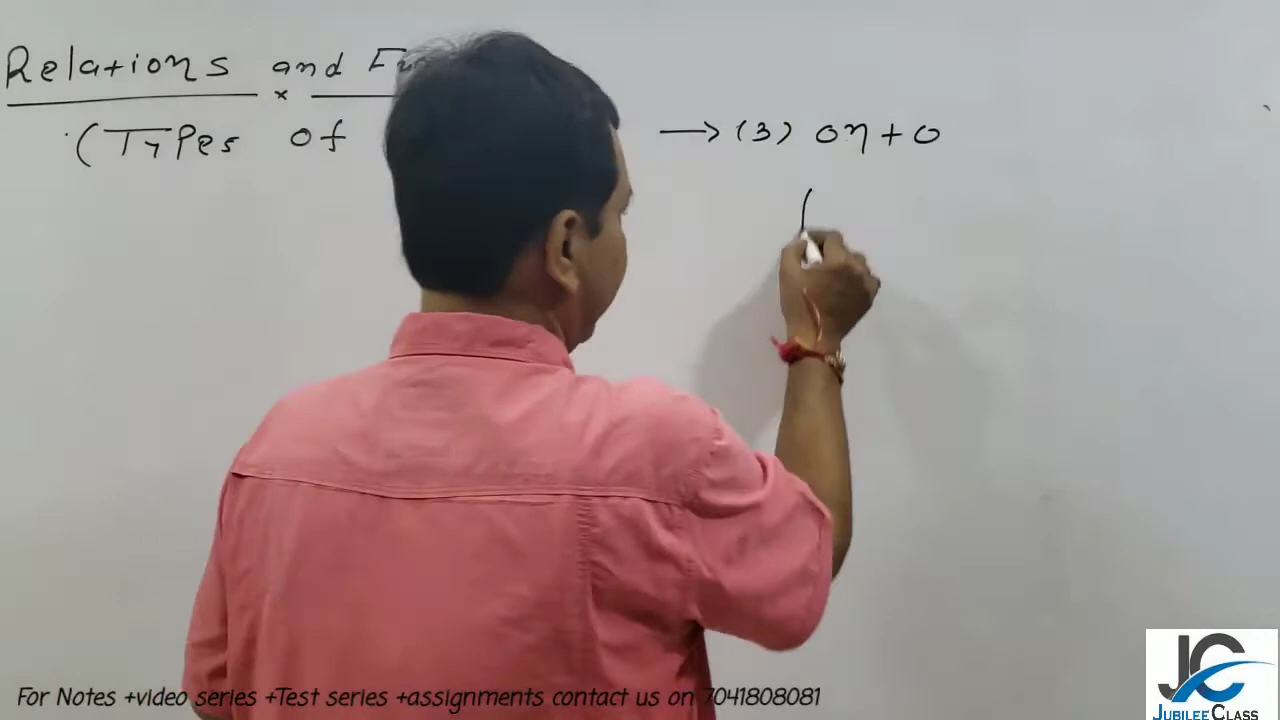 Relations and Fu
(Types of
→ (3) onto
(
For Notes +video series +Test series +assignments contact us on 7041808081
JC
JUBILEE CLASS